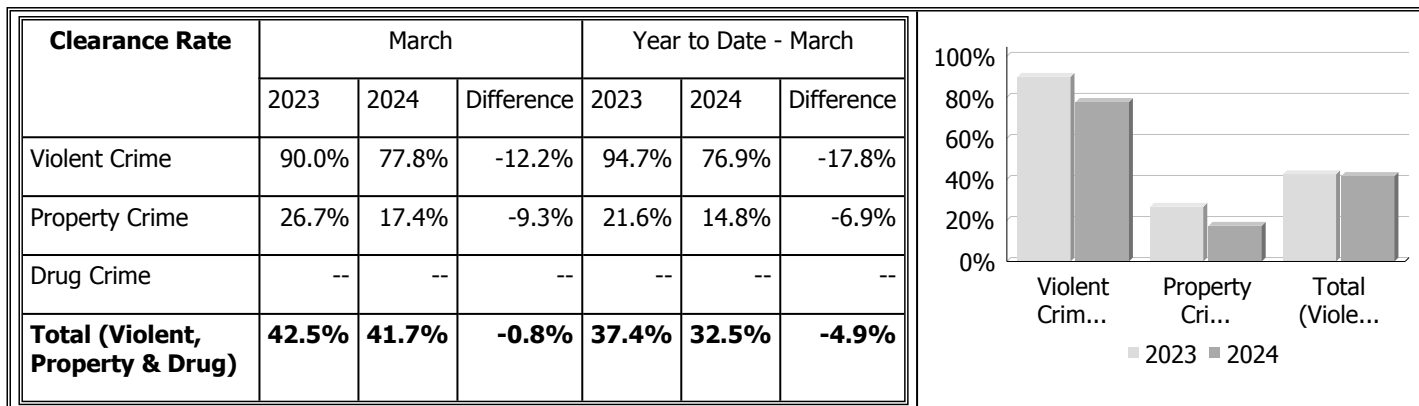 Clearance Rate March Year to Date - March
2023 2024 Difference 2023 2024 Difference
Violent Crime 90.0% 77.8% -12.2% 94.7% 76.9% -17.8%
Property Crime 26.7% 17.4% -9.3% 21.6% 14.8% -6.9%
Drug Crime -- -- -- -- -- --
Total (Violent, 42.5% 41.7% -0.8% 37.4% 32.5% -4.9%
Property & Drug)
100%
80%
60%
40%
20%
0%
Violent Property Total
Crim... Cri... (Viole...
2023 2024